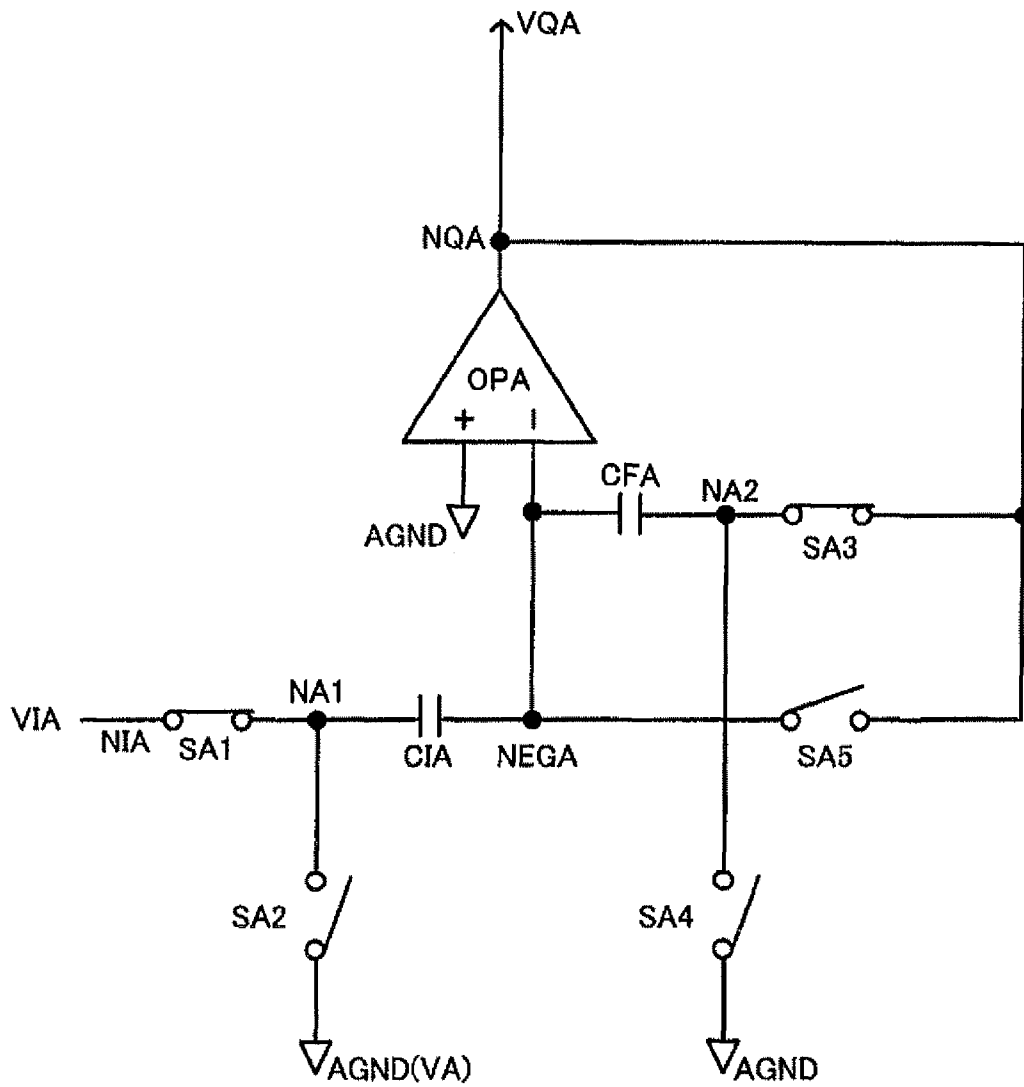 VQA
NQA
OPA
+ −
AGND
CFA
NA2
SA3
VIA
NIA
SA1
NA1
CIA
NEGA
SA5
SA2
SA4
AGND(VA)
AGND